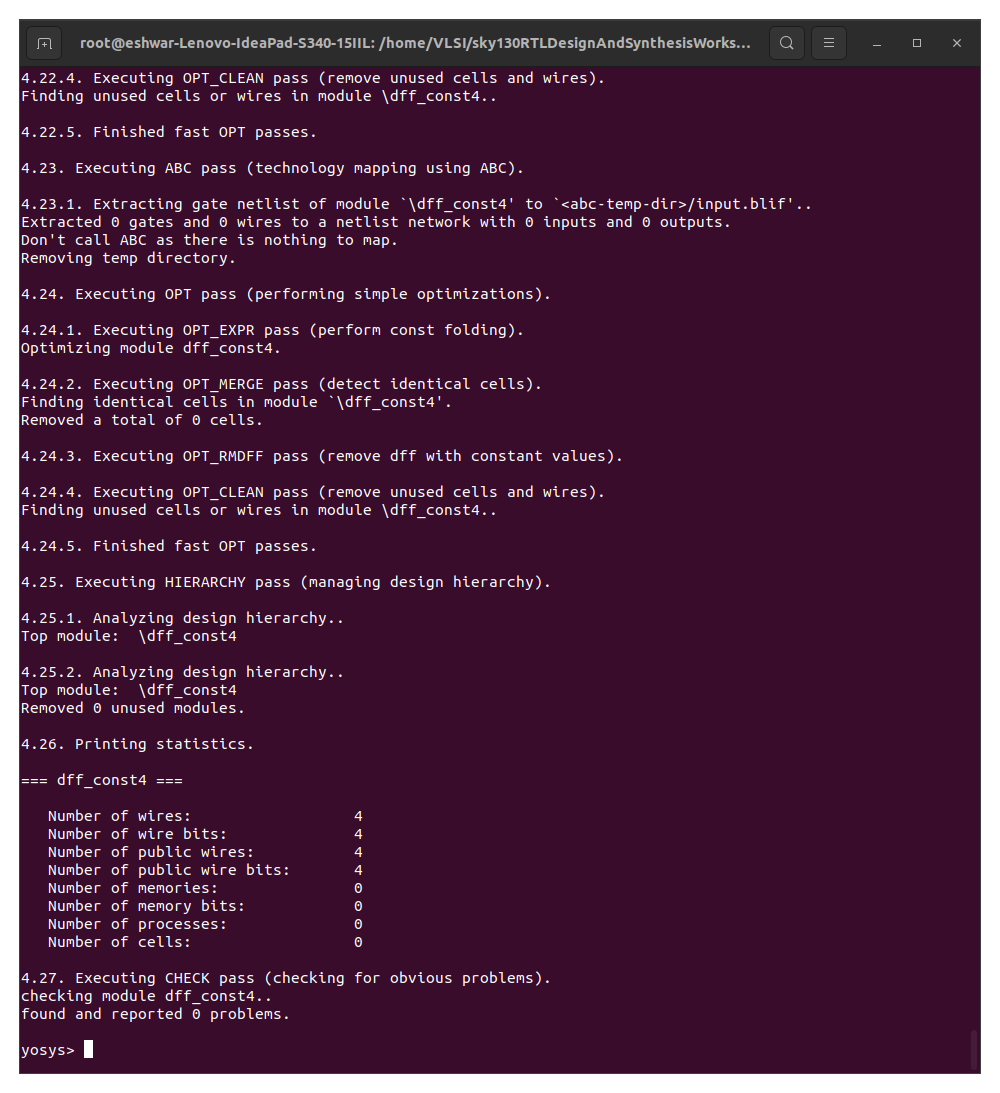 root@eshwar-Lenovo-IdeaPad-S340-15IIL: /home/VLSI/sky130RTLDesignAndSynthesisWorks...
4.22.4. Executing OPT_CLEAN pass (remove unused cells and wires).
Finding unused cells or wires in module \dff_const4..
4.22.5. Finished fast OPT passes.
4.23. Executing ABC pass (technology mapping using ABC).
4.23.1. Extracting gate netlist of module `\dff_const4' to `<abc-temp-dir>/input.blif'..
Extracted 0 gates and 0 wires to a netlist network with 0 inputs and 0 outputs.
Don't call ABC as there is nothing to map.
Removing temp directory.
4.24. Executing OPT pass (performing simple optimizations).
4.24.1. Executing OPT_EXPR pass (perform const folding).
Optimizing module dff_const4.
4.24.2. Executing OPT_MERGE pass (detect identical cells).
Finding identical cells in module `\dff_const4'.
Removed a total of 0 cells.
4.24.3. Executing OPT_RMDFF pass (remove dff with constant values).
4.24.4. Executing OPT_CLEAN pass (remove unused cells and wires).
Finding unused cells or wires in module \dff_const4..
4.24.5. Finished fast OPT passes.
4.25. Executing HIERARCHY pass (managing design hierarchy).
4.25.1. Analyzing design hierarchy..
Top module:  \dff_const4
4.25.2. Analyzing design hierarchy..
Top module:  \dff_const4
Removed 0 unused modules.
4.26. Printing statistics.
=== dff_const4 ===
Number of wires: 4
Number of wire bits: 4
Number of public wires: 4
Number of public wire bits: 4
Number of memories: 0
Number of memory bits: 0
Number of processes: 0
Number of cells: 0
4.27. Executing CHECK pass (checking for obvious problems).
checking module dff_const4..
found and reported 0 problems.
yosys>